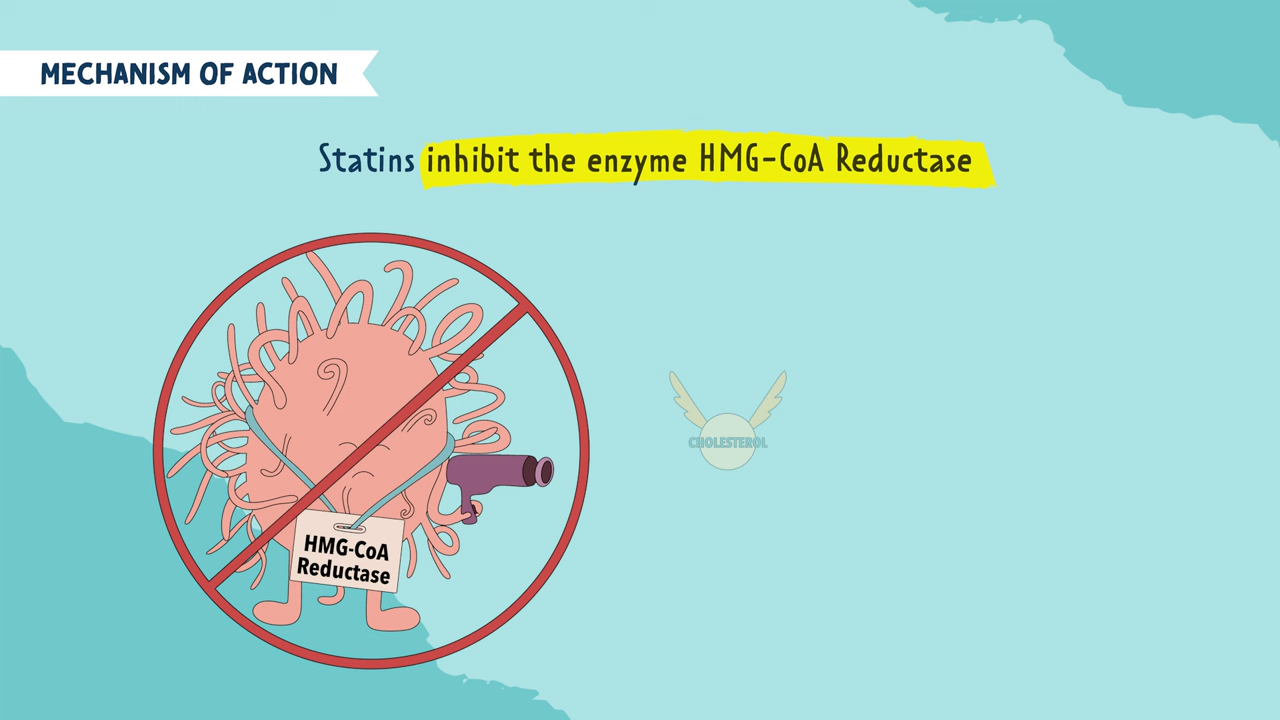 MECHANISM OF ACTION
Statins inhibit the enzyme HMG-CoA Reductase
CHOLESTEROL
HMG-CoA
Reductase